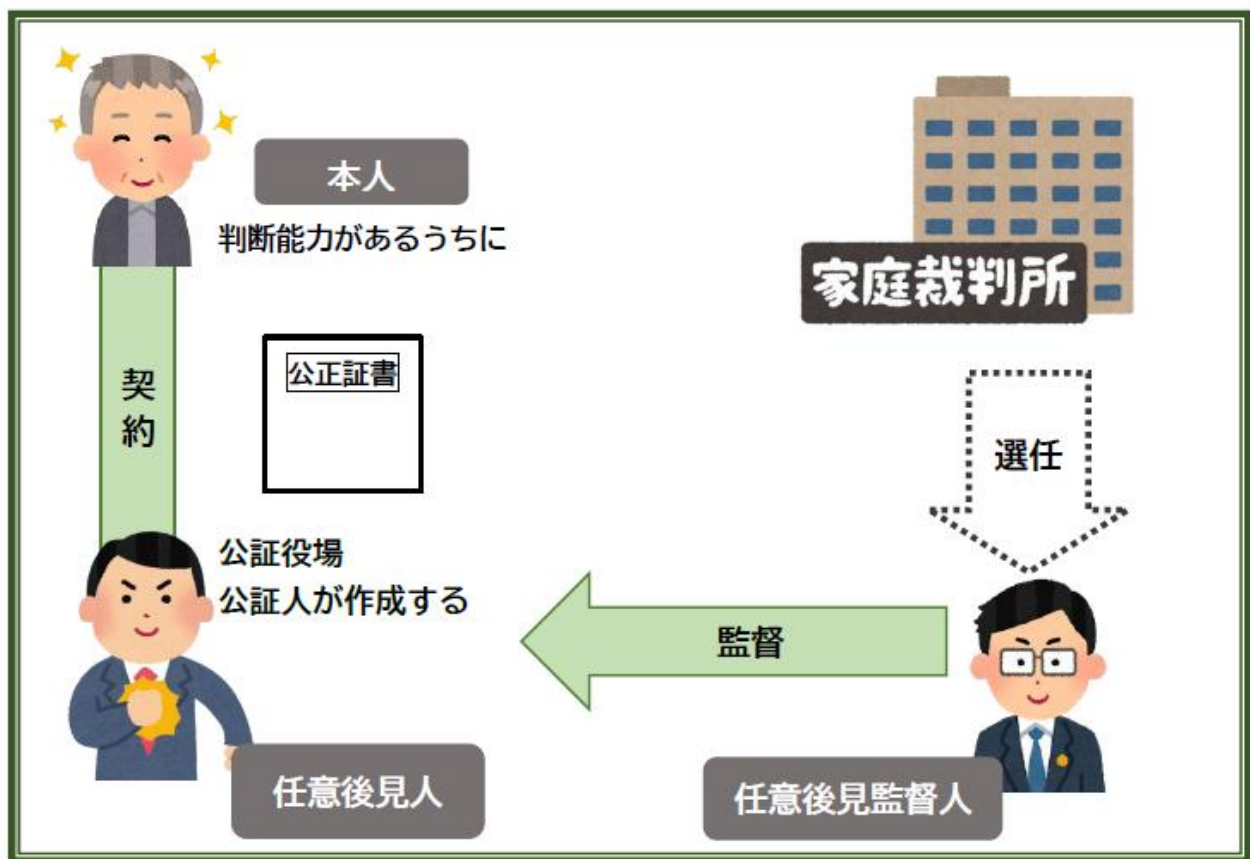 本人
判断能力があるうちに
家庭裁判所
契約
公正証書
選任
公証役場
公証人が作成する
監督
任意後見人
任意後見監督人